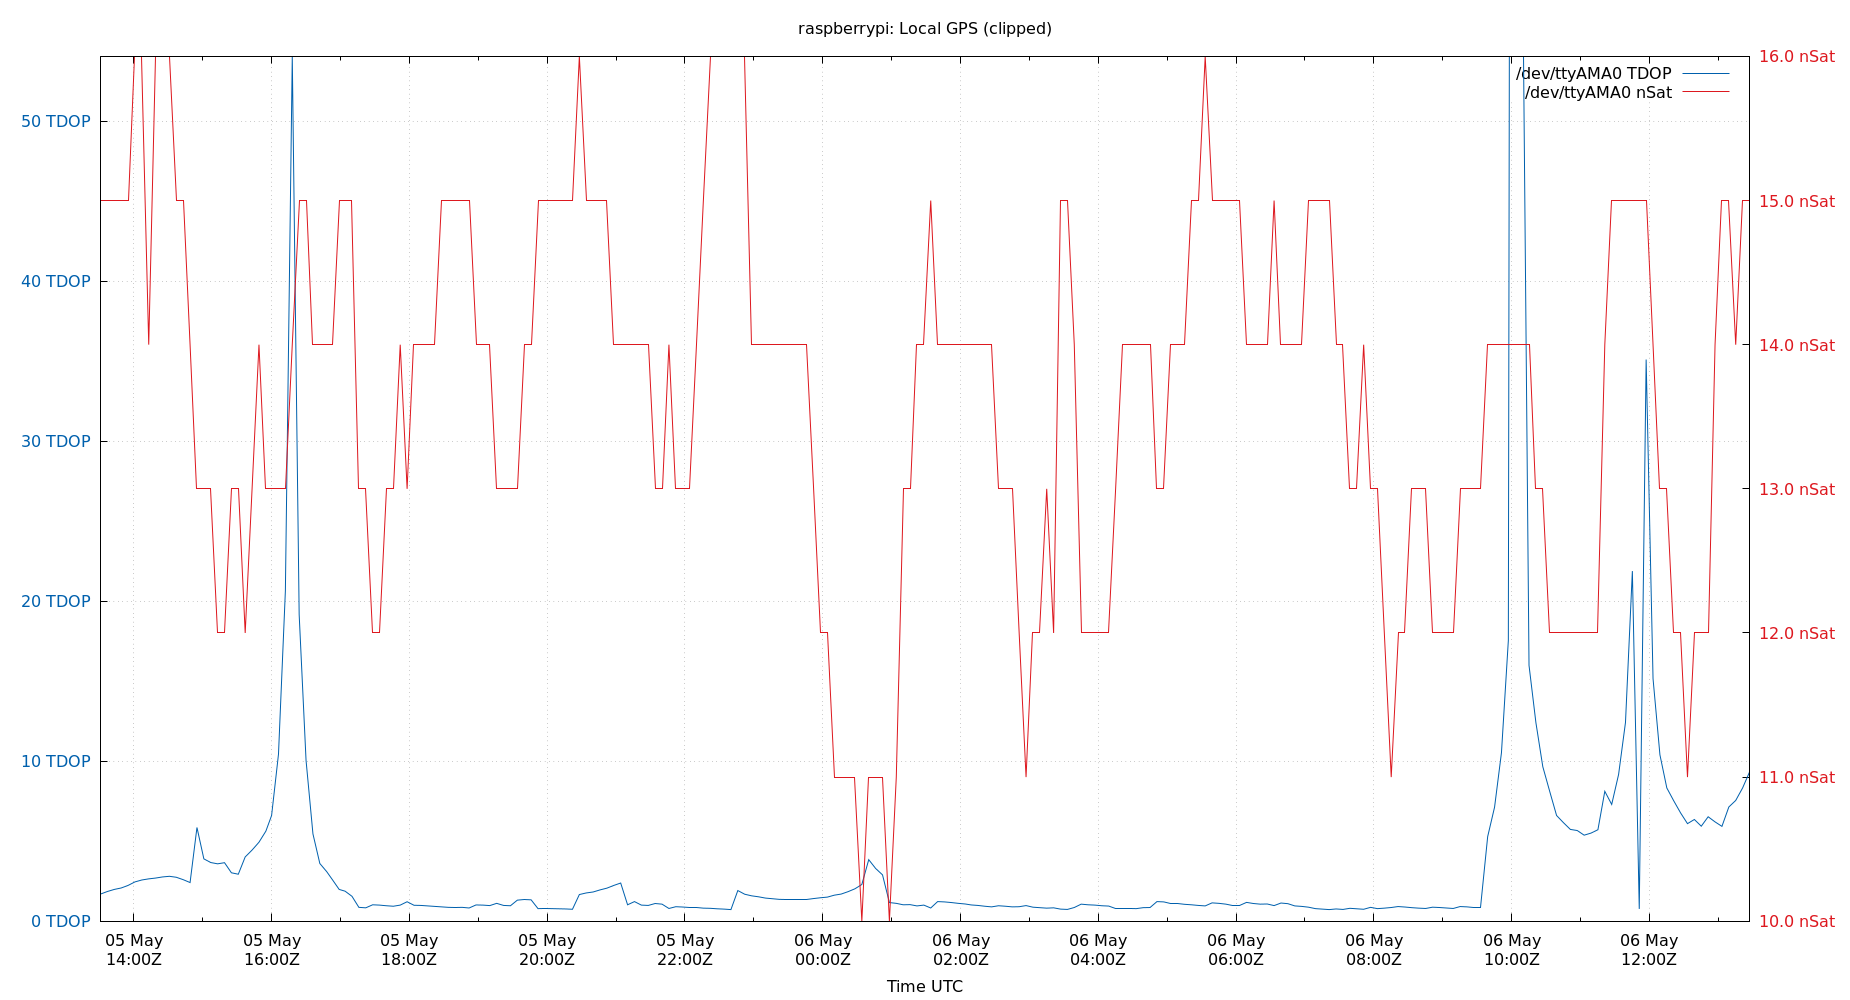 raspberrypi: Local GPS (clipped)
/dev/ttyAMA0 TDOP
/dev/ttyAMA0 nSat
50 TDOP
40 TDOP
30 TDOP
20 TDOP
10 TDOP
0 TDOP
16.0 nSat
15.0 nSat
14.0 nSat
13.0 nSat
12.0 nSat
11.0 nSat
10.0 nSat
05 May 05 May 05 May 05 May 05 May 06 May 06 May 06 May 06 May 06 May 06 May 06 May
14:00Z 16:00Z 18:00Z 20:00Z 22:00Z 00:00Z 02:00Z 04:00Z 06:00Z 08:00Z 10:00Z 12:00Z
Time UTC